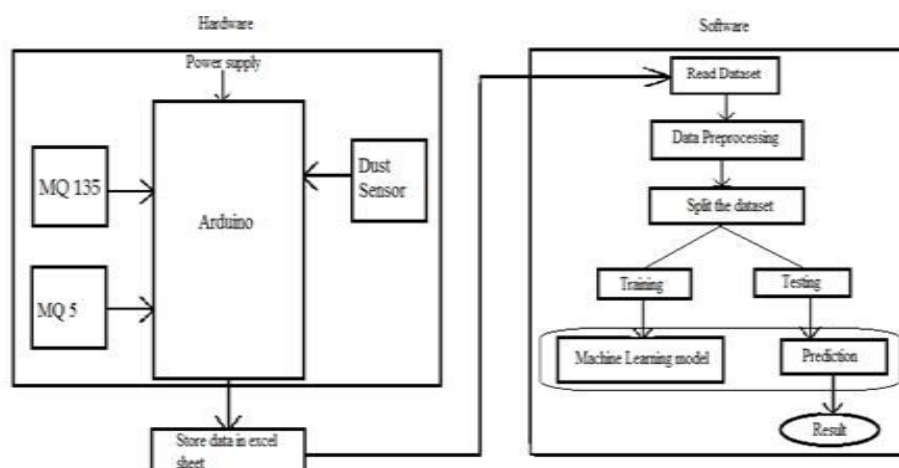 Hardware
Power supply
MQ 135
MQ 5
Arduino
Dust
Sensor
Store data in excel
sheet
Software
Read Dataset
Data Preprocessing
Split the dataset
Training
Testing
Machine Learning model
Prediction
Result